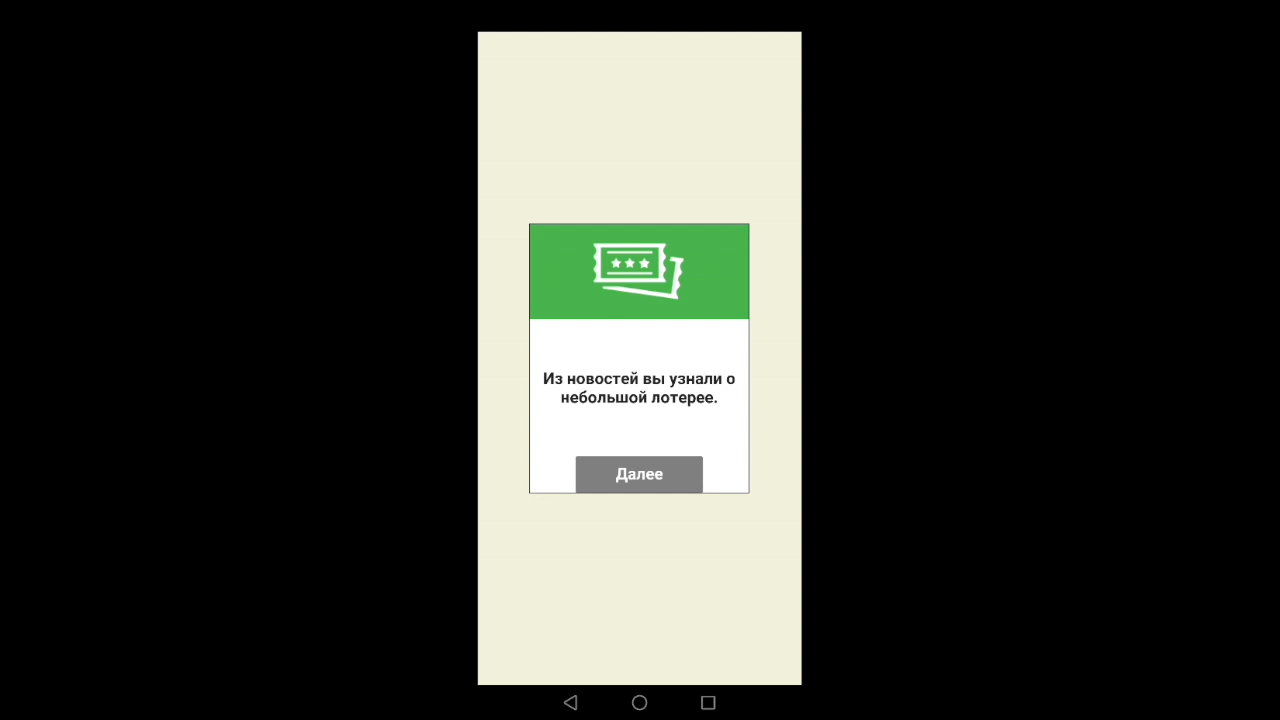 Из новостей вы узнали о
небольшой лотерее.
Далее